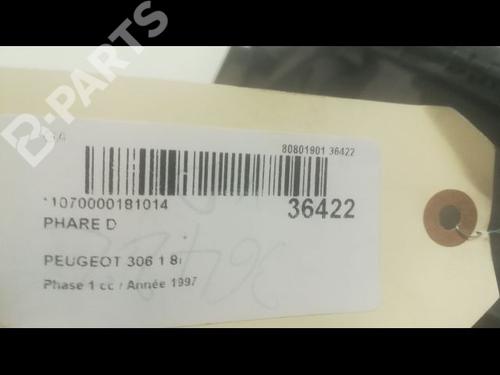 B-PARTS
80801901 36422
*1070000181014
36422
PHARE D
PEUGEOT 306 1 8i
Phase 1 cc / Année 1997